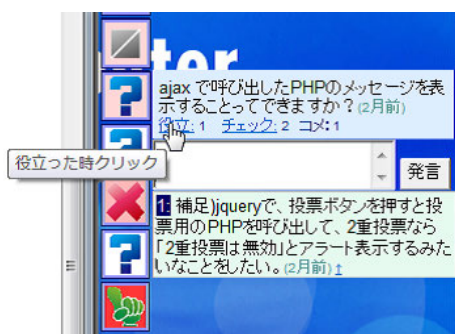 ajax で呼び出したPHPのメッセージを表
示することってできますか？(2月前)
役立: 1 チェック: 2 コメ: 1
役立った時クリック
発言
1: 補足)jqueryで、投票ボタンを押すと投
票用のPHPを呼び出して、2重投票なら
「2重投票は無効」とアラート表示するみた
いなことをしたい。(2月前)↑